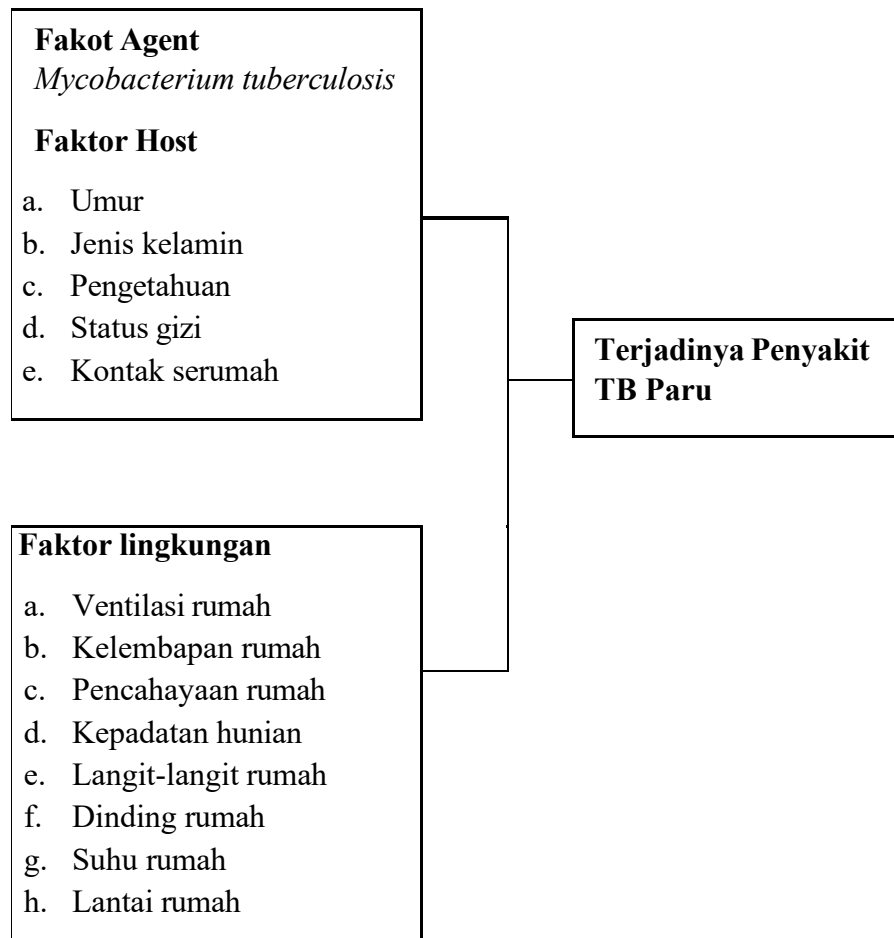 Fakot Agent
Mycobacterium tuberculosis
Faktor Host
a. Umur
b. Jenis kelamin
c. Pengetahuan
d. Status gizi
e. Kontak serumah
Terjadinya Penyakit
TB Paru
Faktor lingkungan
a. Ventilasi rumah
b. Kelembapan rumah
c. Pencahayaan rumah
d. Kepadatan hunian
e. Langit-langit rumah
f. Dinding rumah
g. Suhu rumah
h. Lantai rumah